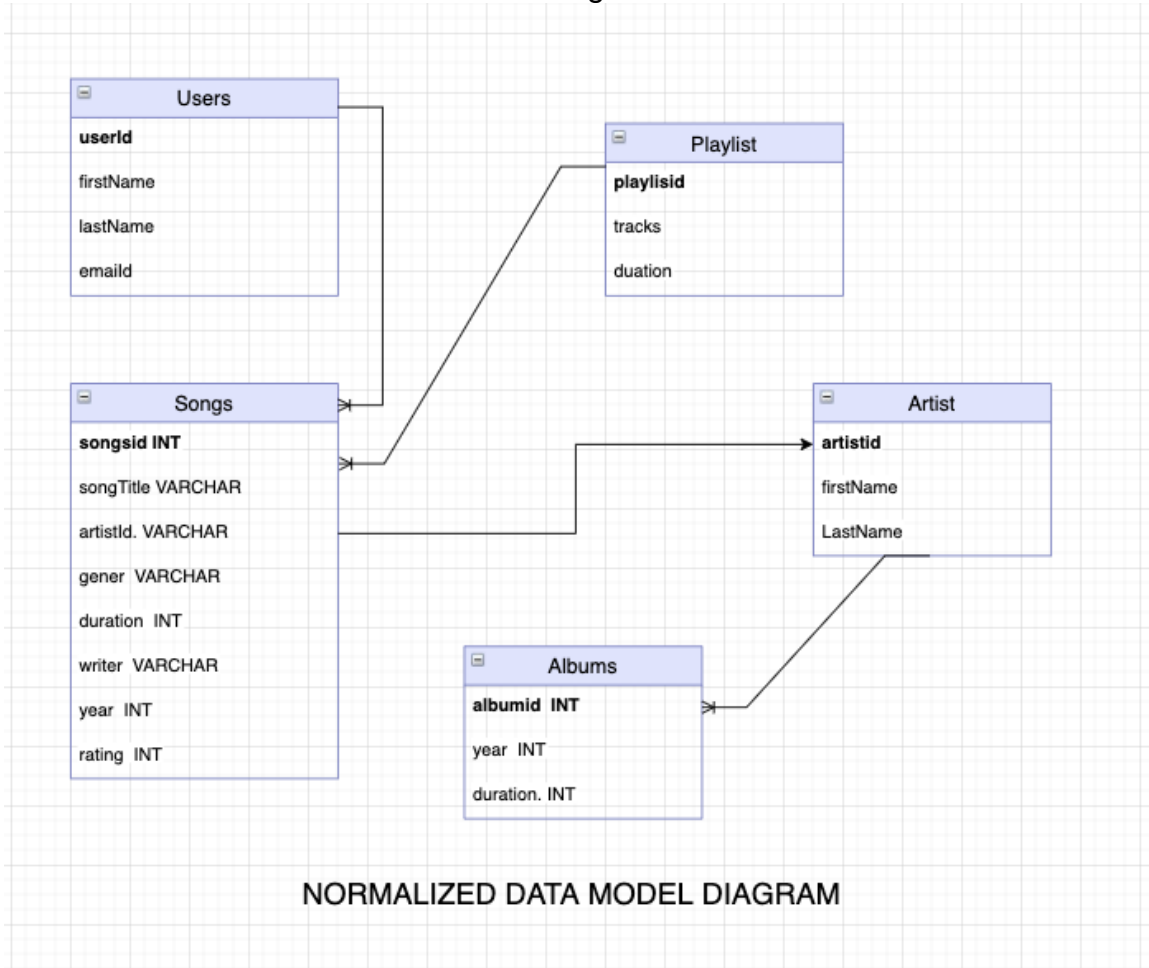 Users
userId
firstName
lastName
emaild
Playlist
playlisid
tracks
duation
Songs
songsid INT
songTitle VARCHAR
artistId. VARCHAR
gener VARCHAR
duration INT
writer VARCHAR
year INT
rating INT
Artist
artistid
firstName
LastName
Albums
albumid INT
year INT
duration. INT
NORMALIZED DATA MODEL DIAGRAM